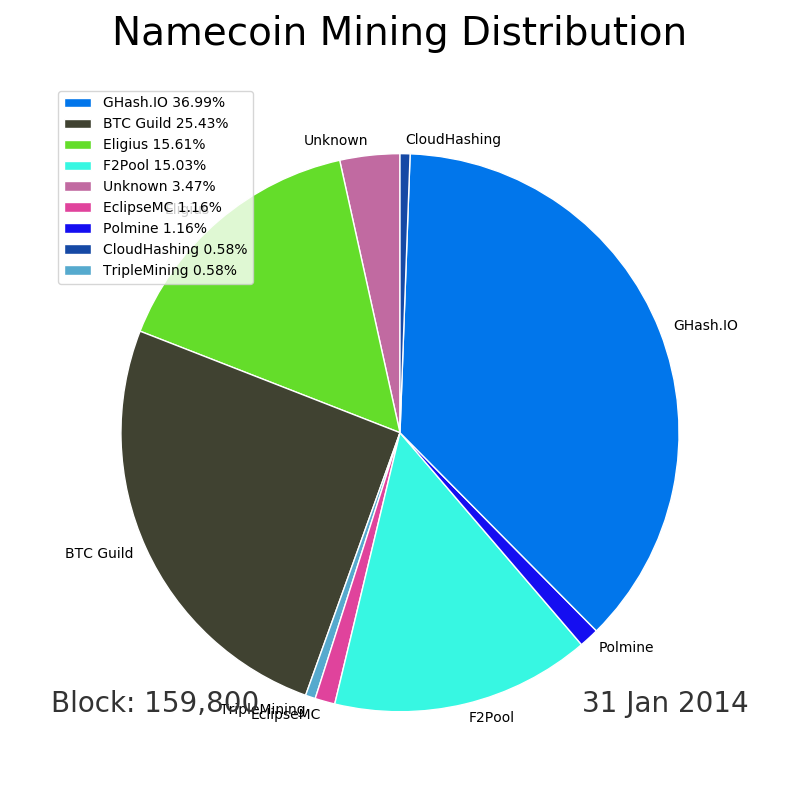 Namecoin Mining Distribution
GHash.IO 36.99%
BTC Guild 25.43%
Eligius 15.61%
F2Pool 15.03%
Unknown 3.47%
EclipseMC 1.16%
Polmine 1.16%
CloudHashing 0.58%
TripleMining 0.58%
Unknown
CloudHashing
Eligius
GHash.IO
BTC Guild
Polmine
Block: 159,800
31 Jan 2014
TripleMining
EclipseMC
F2Pool